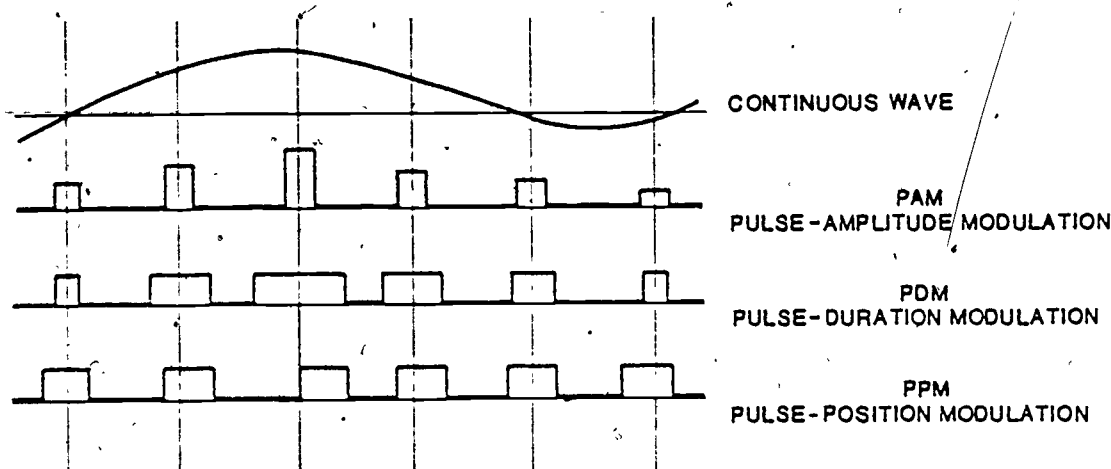 CONTINUOUS WAVE
PAM
PULSE-AMPLITUDE MODULATION
PDM
PULSE-DURATION MODULATION
PPM
PULSE-POSITION MODULATION